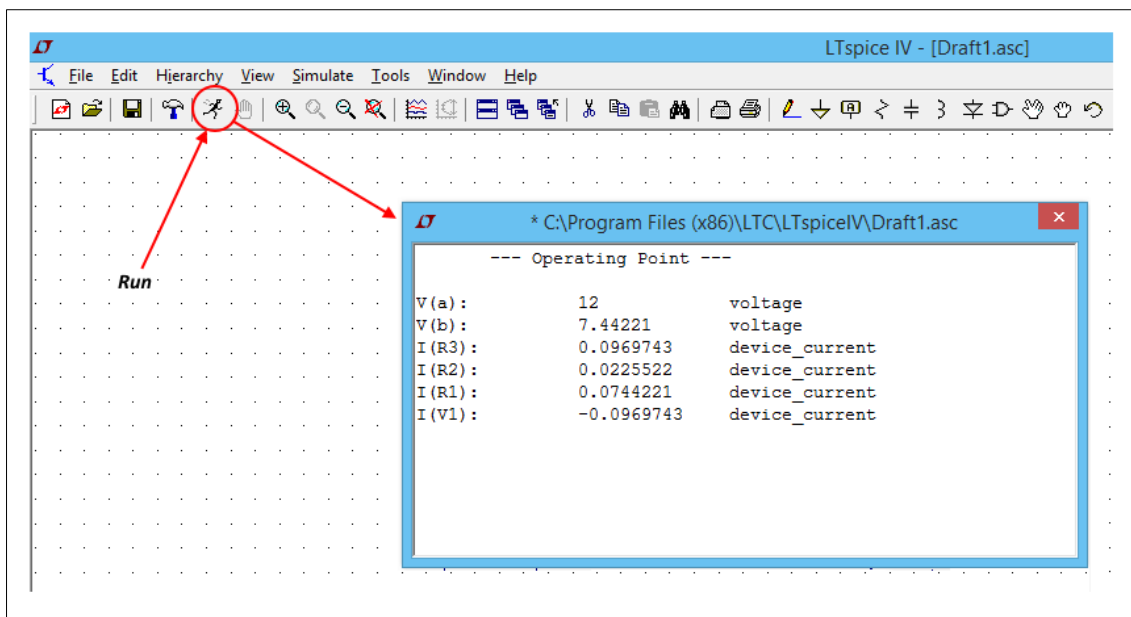 LTspice IV - [Draft1.asc]
File Edit Hierarchy View Simulate Tools Window Help
* C:\Program Files (x86)\LTC\LTspiceIV\Draft1.asc
--- Operating Point ---
Run
V(a): 12 voltage
V(b): 7.44221 voltage
I(R3): 0.0969743 device_current
I(R2): 0.0225522 device_current
I(R1): 0.0744221 device_current
I(V1): -0.0969743 device_current